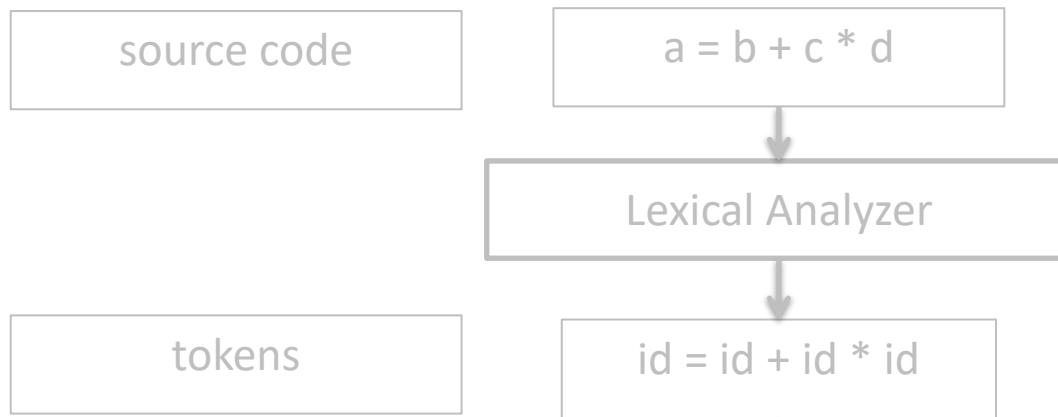 source code
a = b + c * d
Lexical Analyzer
tokens
id = id + id * id